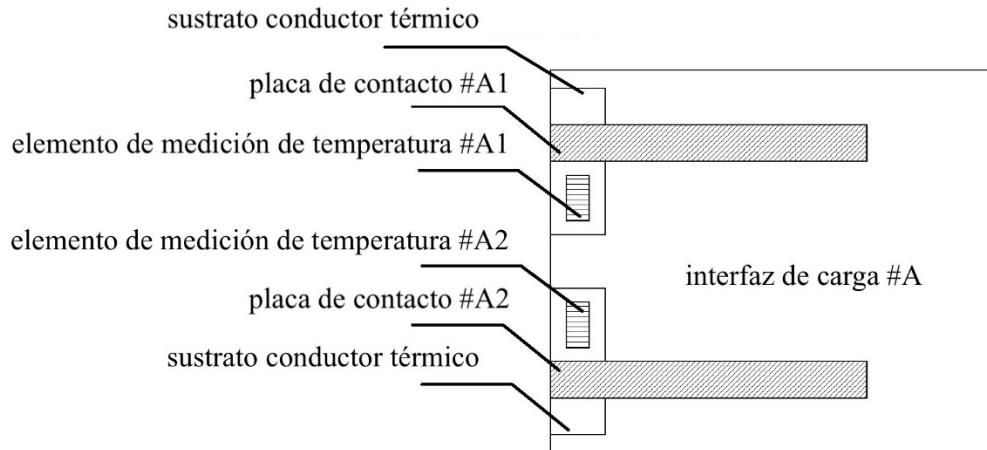 sustrato conductor térmico
placa de contacto #A1
elemento de medición de temperatura #A1
elemento de medición de temperatura #A2
interfaz de carga #A
placa de contacto #A2
sustrato conductor térmico